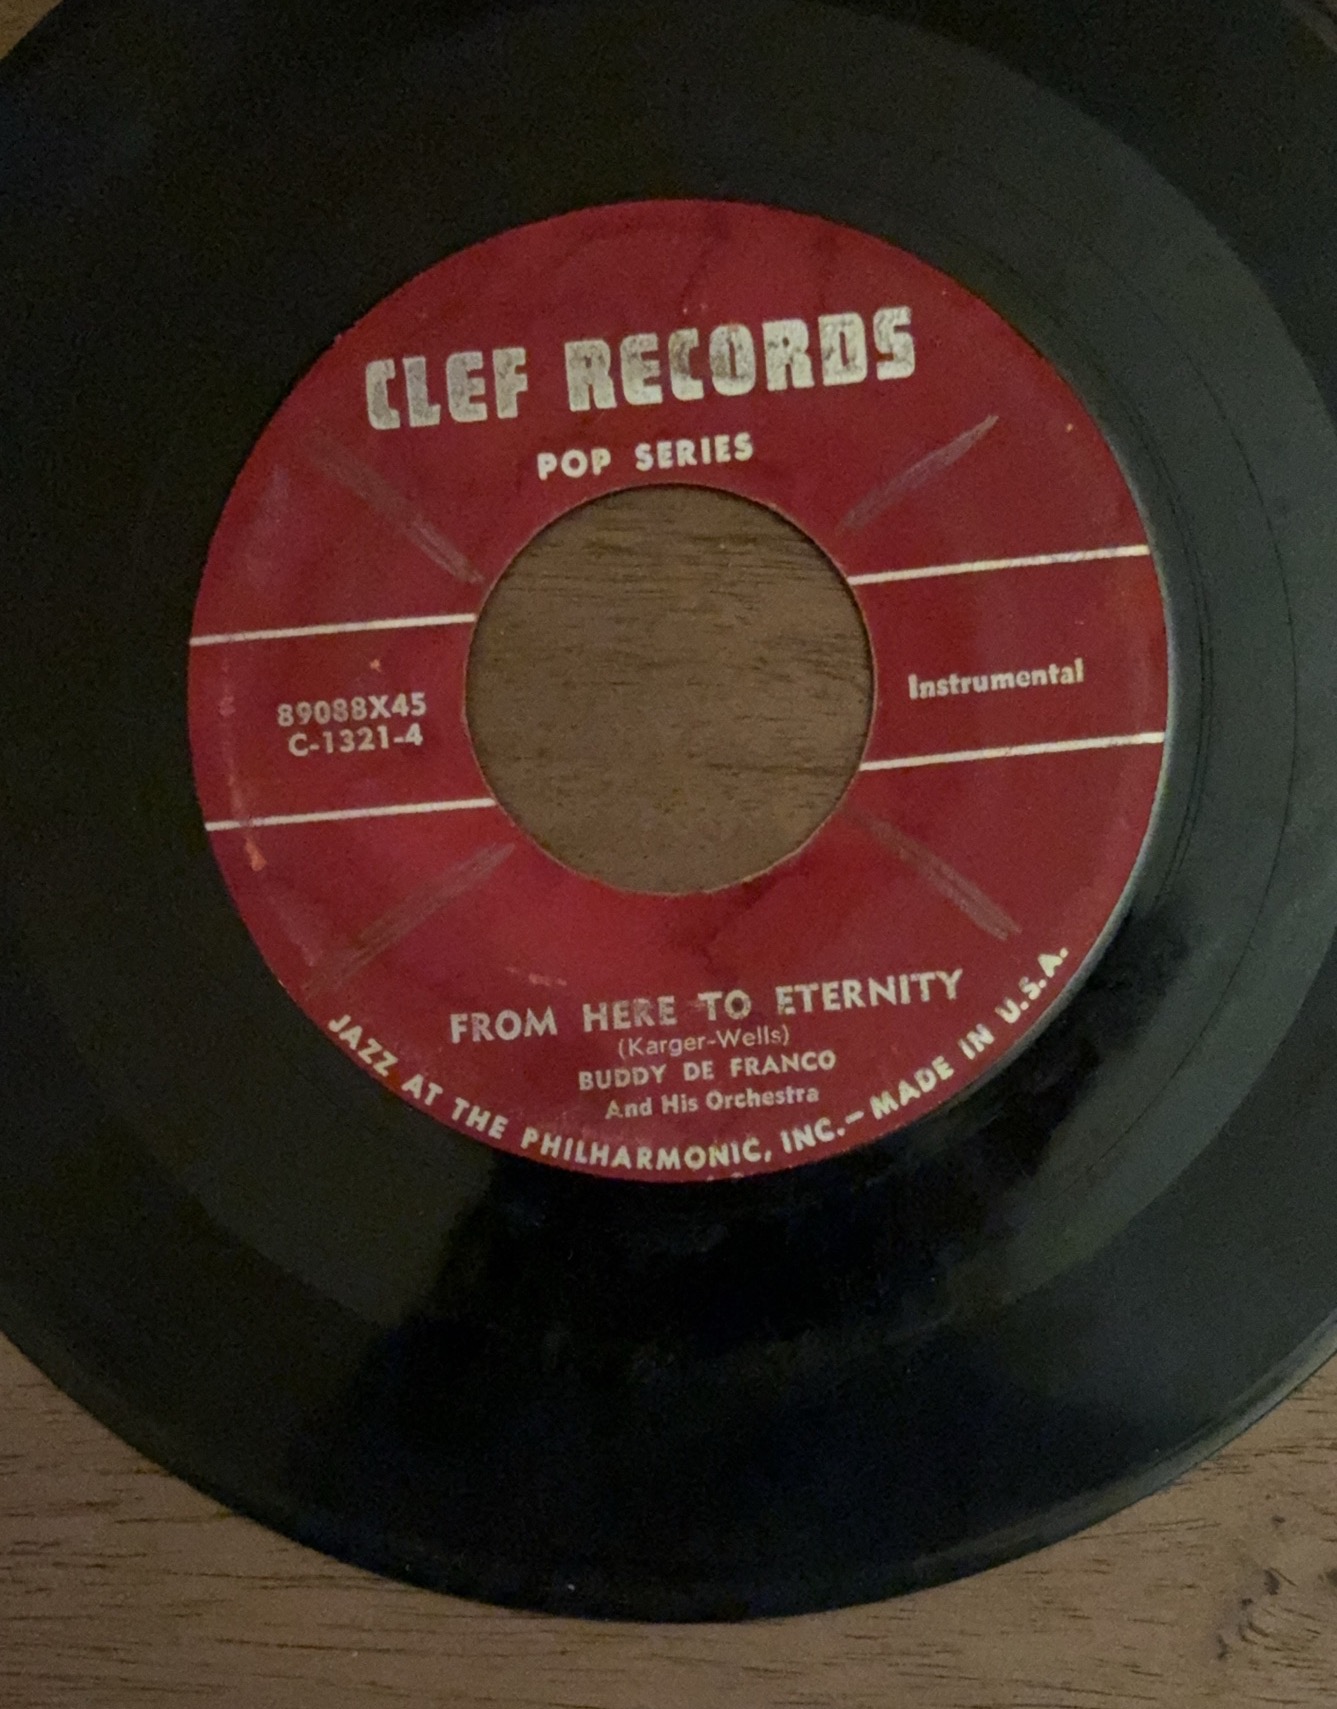 CLEF RECORDS
POP SERIES
89088X45
C-1321-4
Instrumental
FROM HERE TO ETERNITY
(Karger-Wells)
BUDDY DE FRANCO
And His Orchestra
JAZZ AT THE PHILHARMONIC, INC.—MADE IN U.S.A.